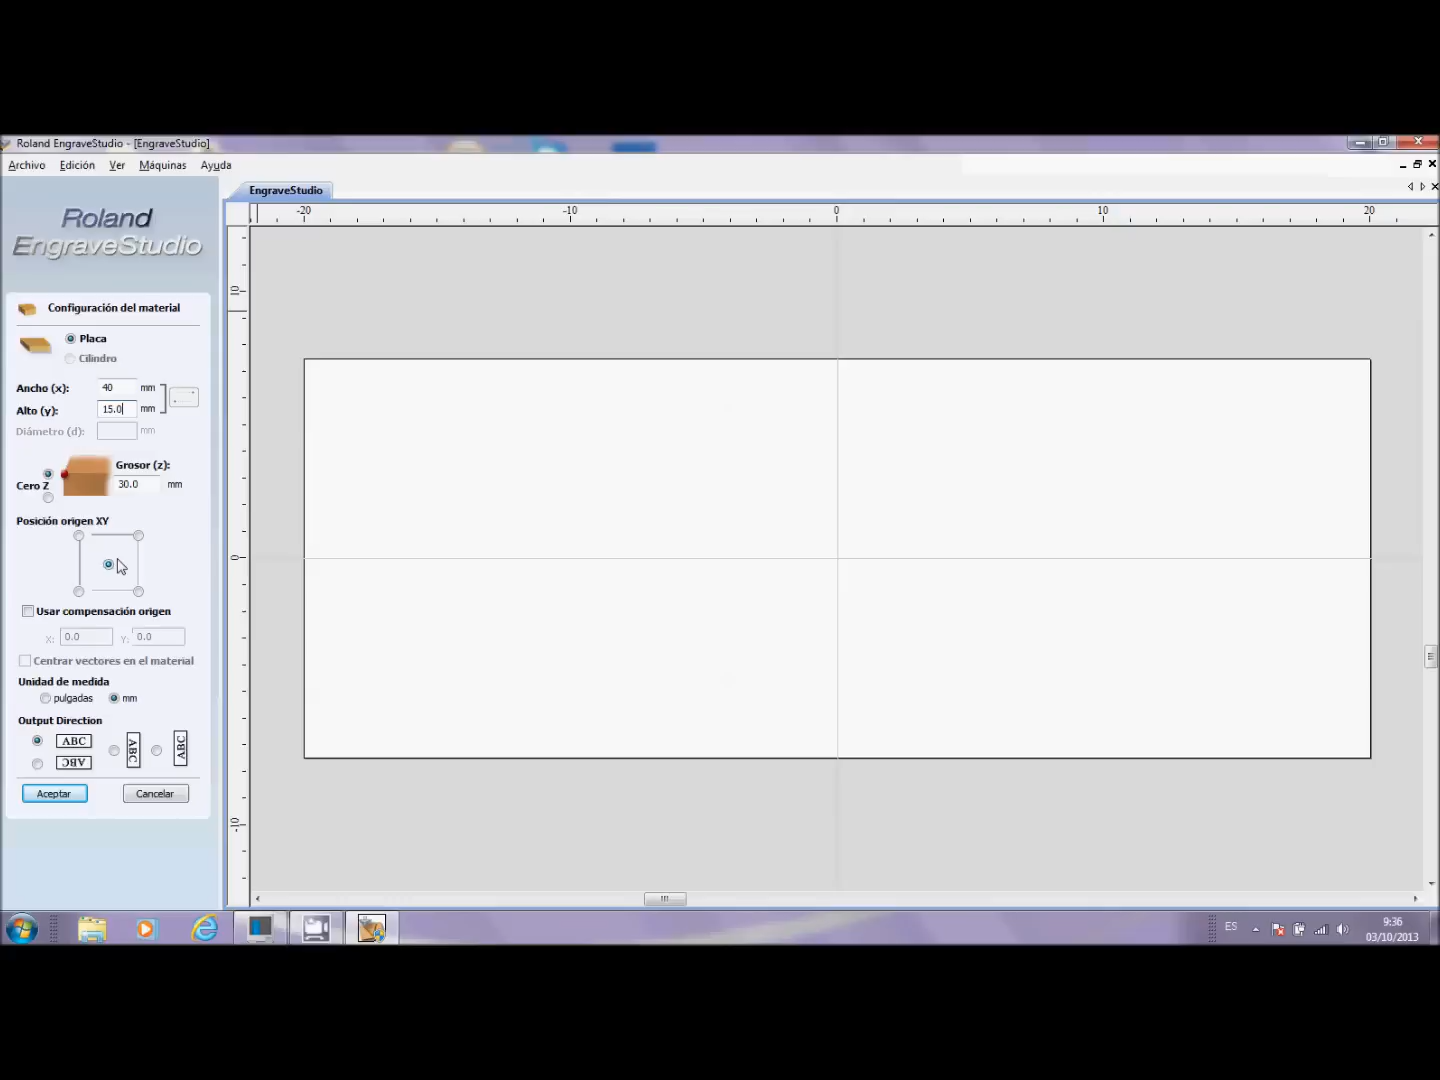 Roland EngraveStudio - [EngraveStudio]
Archivo Edición Ver Máquinas Ayuda
EngraveStudio
-20 -10 0 10 20
Roland
EngraveStudio
10
0
-10
Configuración del material
Placa
Cilindro
Ancho (x): 40 mm
Alto (y): 15.0 mm
Diámetro (d): mm
Grosor (z):
Cero Z 30.0 mm
Posición origen XY
Usar compensación origen
X: 0.0 Y: 0.0
Centrar vectores en el material
Unidad de medida
pulgadas mm
Output Direction
ABC ABC ABC
ABC
Aceptar Cancelar
ES 9:36
03/10/2013